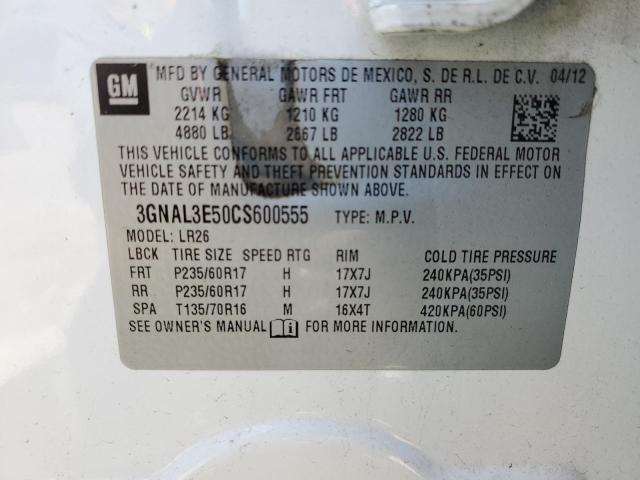 GM
MFD BY GENERAL MOTORS DE MEXICO, S. DE R.L. DE C.V. 04/12
GVWR GAWR FRT GAWR RR
2214 KG 1210 KG 1280 KG
4880 LB 2667 LB 2822 LB
THIS VEHICLE CONFORMS TO ALL APPLICABLE U.S. FEDERAL MOTOR
VEHICLE SAFETY AND THEFT PREVENTION STANDARDS IN EFFECT ON
THE DATE OF MANUFACTURE SHOWN ABOVE.
3GNAL3E50CS600555 TYPE: M.P.V.
MODEL: LR26
LBCK TIRE SIZE SPEED RTG RIM COLD TIRE PRESSURE
FRT P235/60R17 H 17X7J 240KPA(35PSI)
RR P235/60R17 H 17X7J 240KPA(35PSI)
SPA T135/70R16 M 16X4T 420KPA(60PSI)
SEE OWNER'S MANUAL FOR MORE INFORMATION.